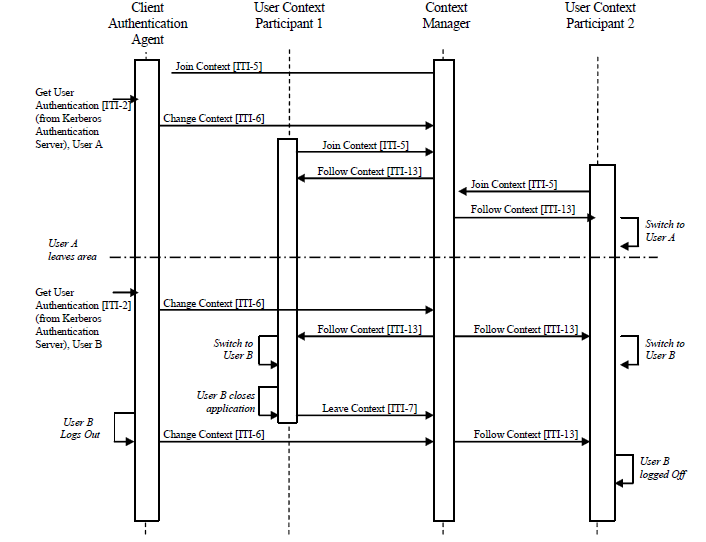 Client
Authentication
Agent
User Context
Participant 1
Context
Manager
User Context
Participant 2
Join Context [ITI-5]
Get User
Authentication [ITI-2]
(from Kerberos
Authentication
Server), User A
Change Context [ITI-6]
Join Context [ITI-5]
Follow Context [ITI-13]
Join Context [ITI-5]
Follow Context [ITI-13]
Switch to
User A
User A
leaves area
Get User
Authentication [ITI-2]
(from Kerberos
Authentication
Server), User B
Change Context [ITI-6]
Follow Context [ITI-13]
Follow Context [ITI-13]
Switch to
User B
Switch to
User B
User B closes
application
Leave Context [ITI-7]
User B
Logs Out
Change Context [ITI-6]
Follow Context [ITI-13]
User B
logged Off